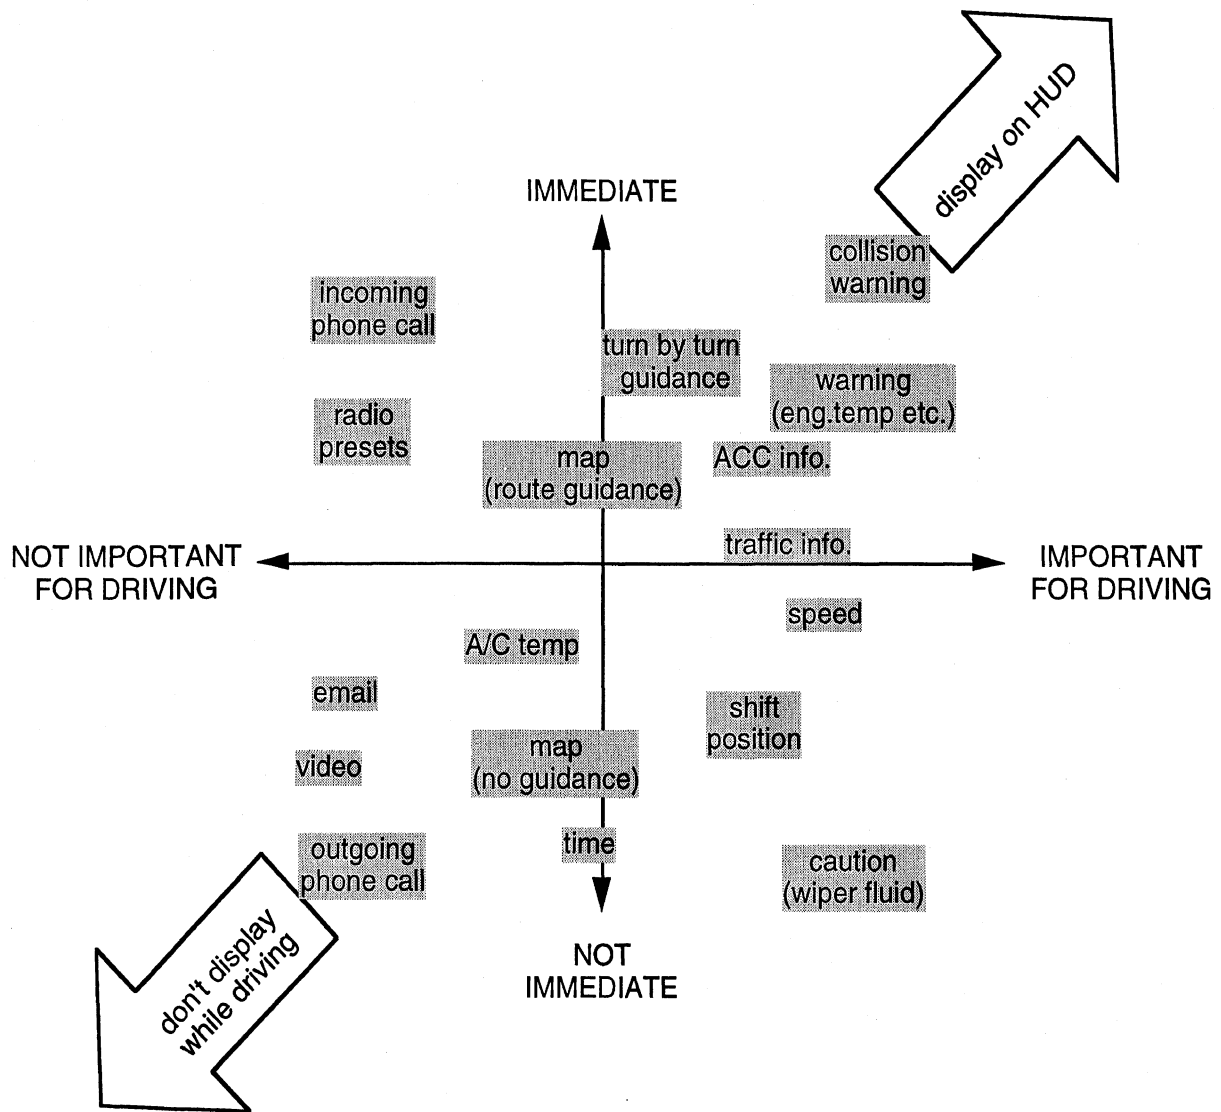 display on HUD
IMMEDIATE
collision
warning
incoming
phone call
turn by turn
guidance
warning
(eng.temp etc.)
radio
presets
map
(route guidance)
ACC info.
traffic info.
NOT IMPORTANT
FOR DRIVING
IMPORTANT
FOR DRIVING
speed
A/C temp
email
shift
position
map
(no guidance)
video
time
outgoing
phone call
caution
(wiper fluid)
don't display
while driving
NOT
IMMEDIATE